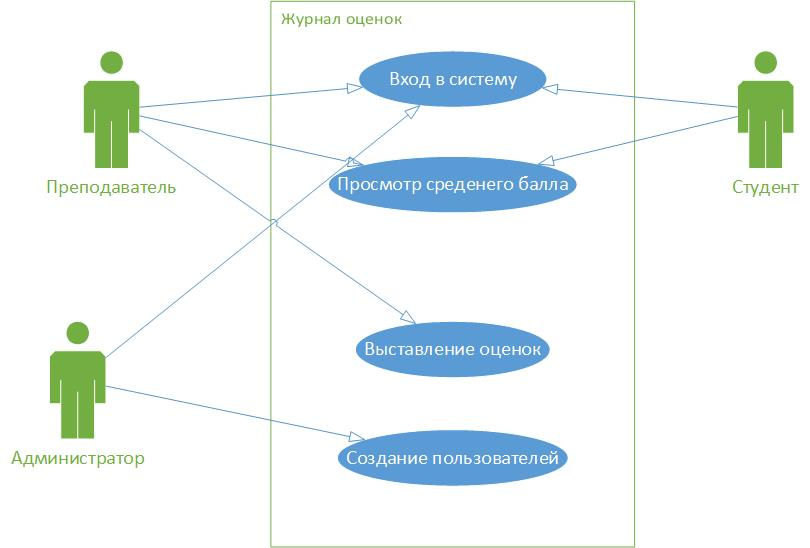 Журнал оценок
Вход в систему
Преподаватель
Просмотр среденего балла
Студент
Выставление оценок
Администратор
Создание пользователей